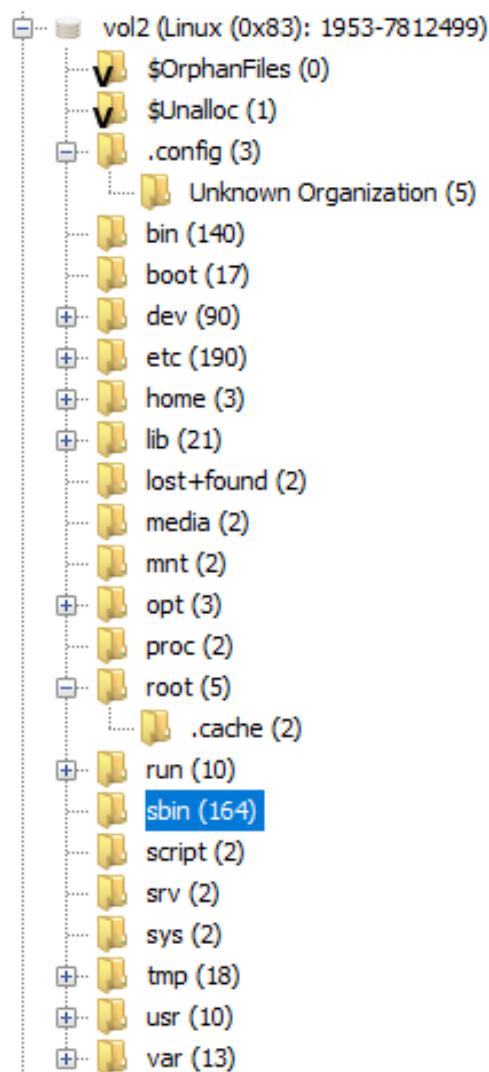 vol2 (Linux (0x83): 1953-7812499)
$OrphanFiles (0)
$Unalloc (1)
.config (3)
Unknown Organization (5)
bin (140)
boot (17)
dev (90)
etc (190)
home (3)
lib (21)
lost+found (2)
media (2)
mnt (2)
opt (3)
proc (2)
root (5)
.cache (2)
run (10)
sbin (164)
script (2)
srv (2)
sys (2)
tmp (18)
usr (10)
var (13)